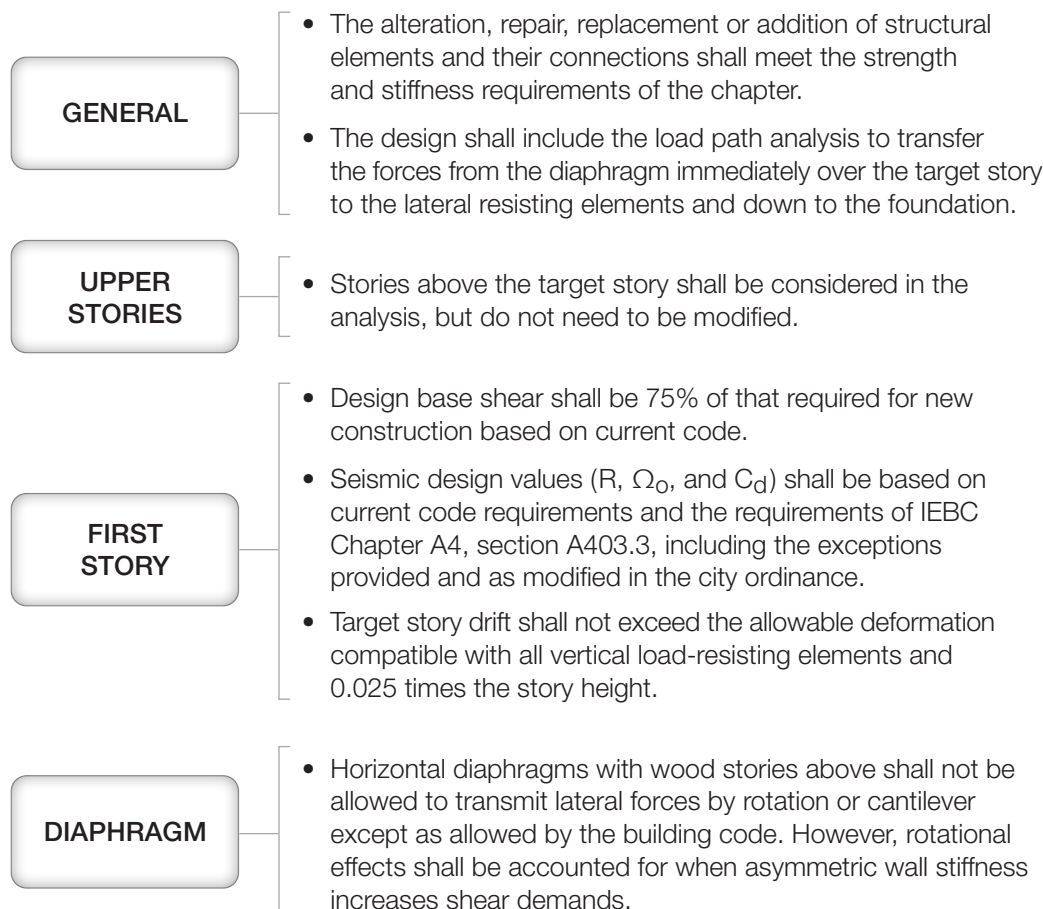 GENERAL
• The alteration, repair, replacement or addition of structural
elements and their connections shall meet the strength
and stiffness requirements of the chapter.
• The design shall include the load path analysis to transfer
the forces from the diaphragm immediately over the target story
to the lateral resisting elements and down to the foundation.
UPPER
STORIES
• Stories above the target story shall be considered in the
analysis, but do not need to be modified.
FIRST
STORY
• Design base shear shall be 75% of that required for new
construction based on current code.
• Seismic design values (R, Ωo, and Cd) shall be based on
current code requirements and the requirements of IEBC
Chapter A4, section A403.3, including the exceptions
provided and as modified in the city ordinance.
• Target story drift shall not exceed the allowable deformation
compatible with all vertical load-resisting elements and
0.025 times the story height.
DIAPHRAGM
• Horizontal diaphragms with wood stories above shall not be
allowed to transmit lateral forces by rotation or cantilever
except as allowed by the building code. However, rotational
effects shall be accounted for when asymmetric wall stiffness
increases shear demands.